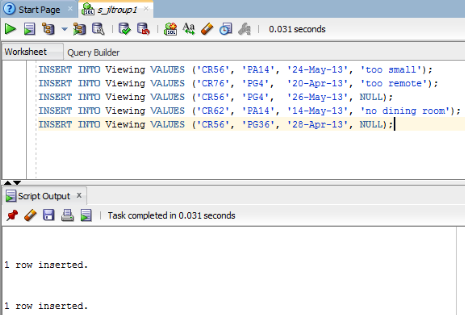 Start Page × s_jltroup1 ×
0.031 seconds
Worksheet Query Builder
INSERT INTO Viewing VALUES ('CR56', 'PA14', '24-May-13', 'too small');
INSERT INTO Viewing VALUES ('CR76', 'PG4', '20-Apr-13', 'too remote');
INSERT INTO Viewing VALUES ('CR56', 'PG4', '26-May-13', NULL);
INSERT INTO Viewing VALUES ('CR62', 'PA14', '14-May-13', 'no dining room');
INSERT INTO Viewing VALUES ('CR56', 'PG36', '28-Apr-13', NULL);
Script Output ×
Task completed in 0.031 seconds
1 row inserted.
1 row inserted.